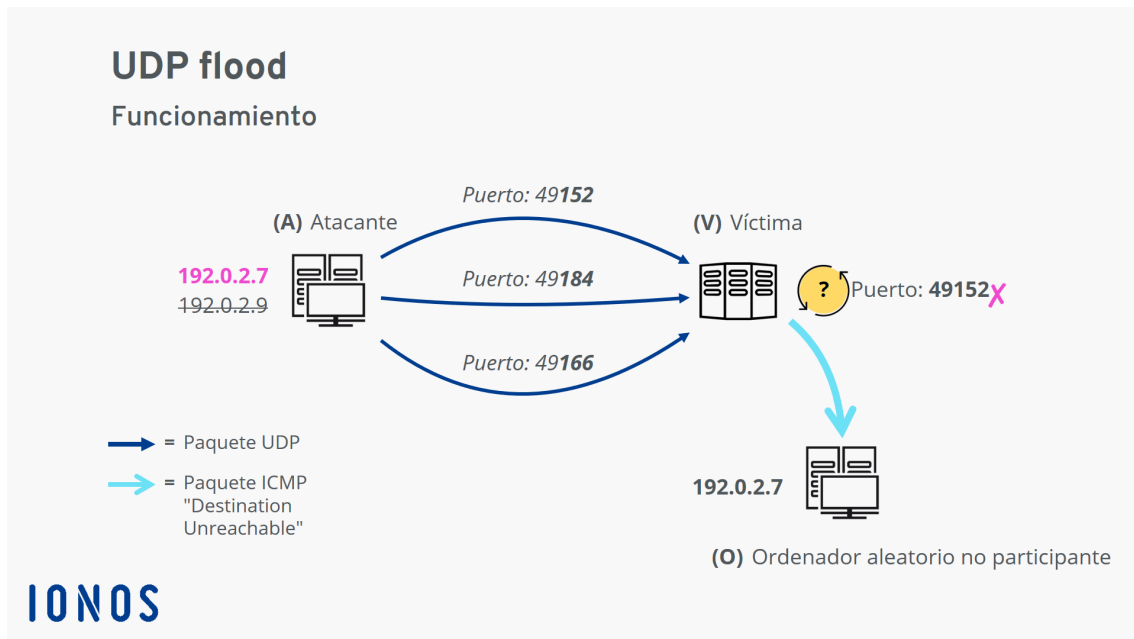 UDP flood
Funcionamiento
Puerto: 49152
(A) Atacante
(V) Víctima
192.0.2.7
192.0.2.9
Puerto: 49184
?
Puerto: 49152
X
Puerto: 49166
= Paquete UDP
= Paquete ICMP
"Destination
Unreachable"
192.0.2.7
(O) Ordenador aleatorio no participante
IONOS